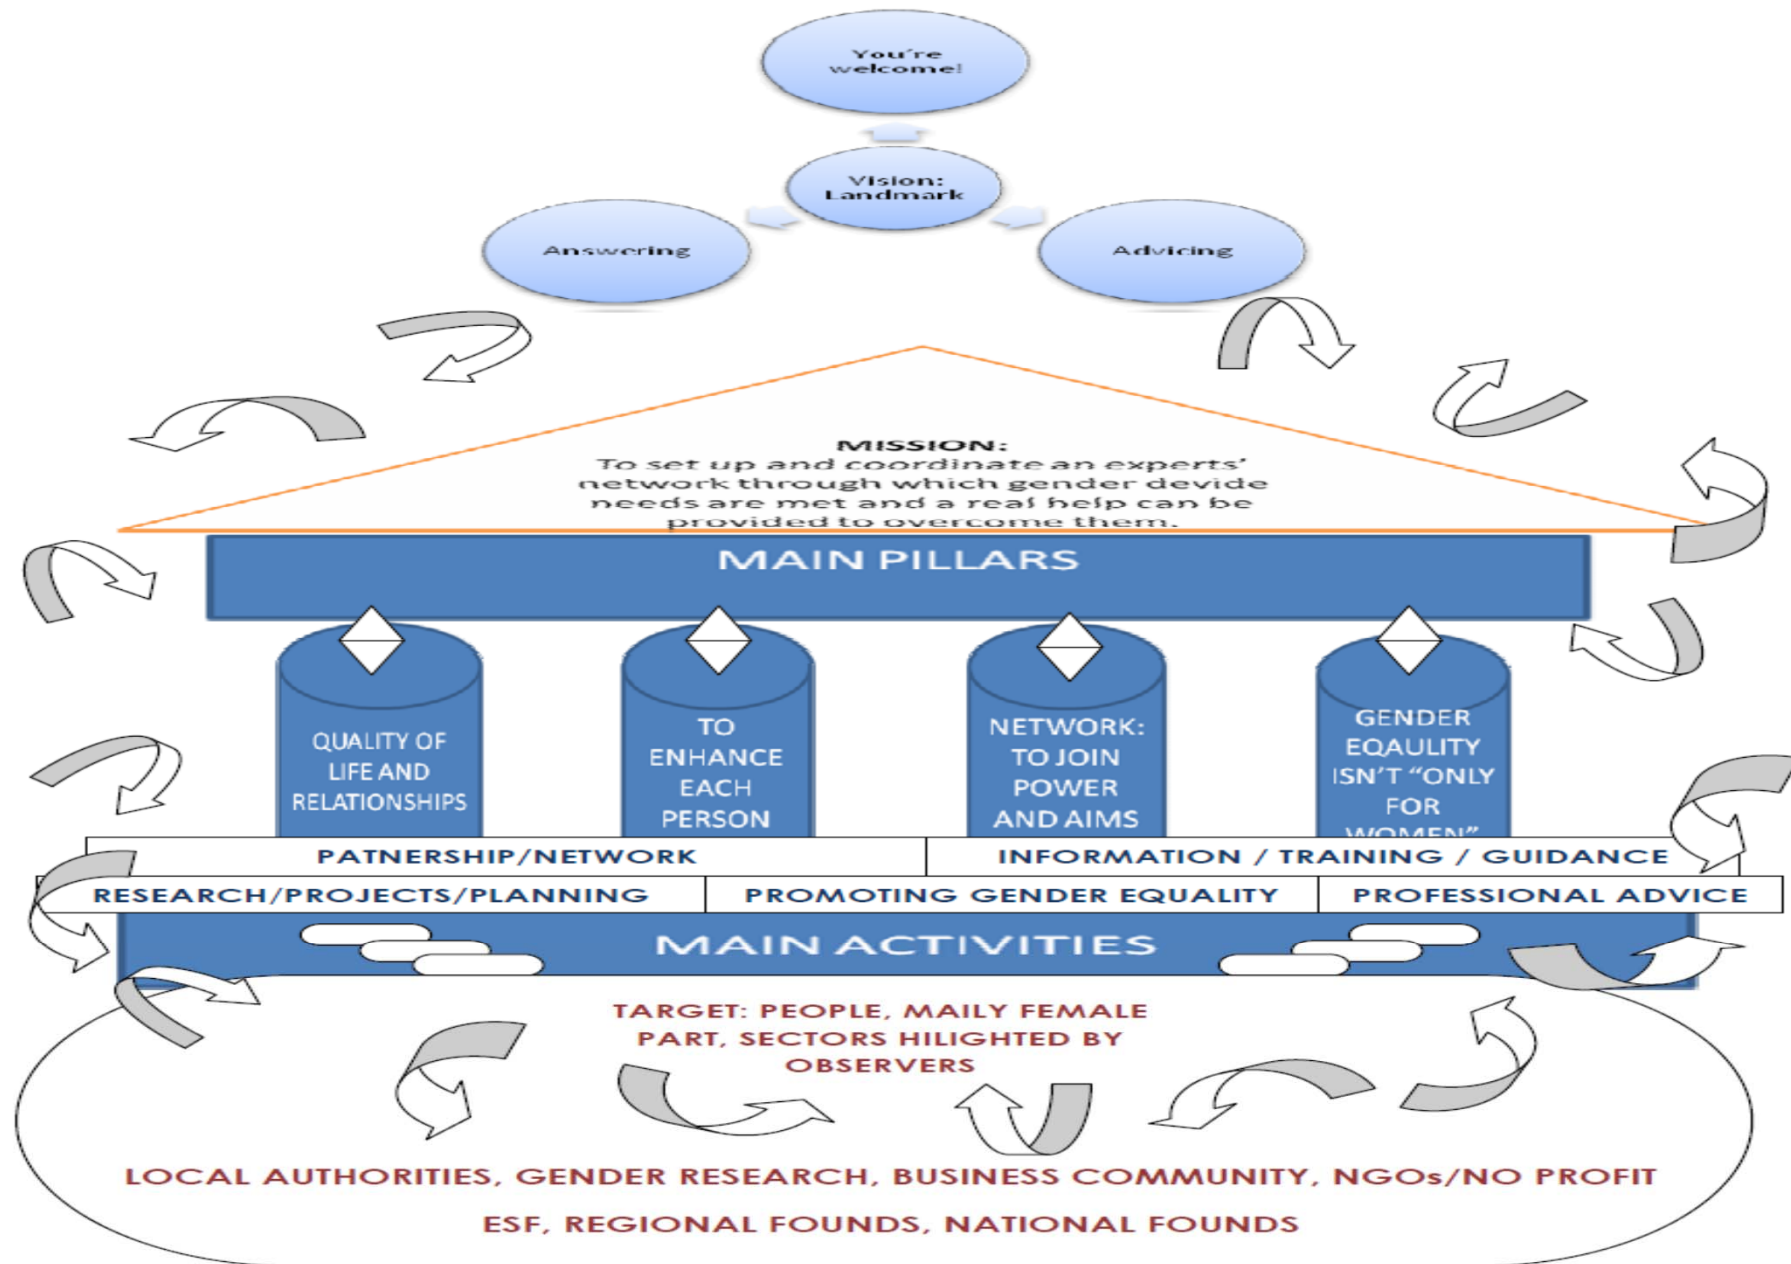 You're
welcome!
Vision:
Landmark
Answering
Advicing
MISSION:
To set up and coordinate an experts'
network through which gender devide
needs are met and a real help can be
provided to overcome them.
MAIN PILLARS
QUALITY OF
LIFE AND
RELATIONSHIPS
TO
ENHANCE
EACH
PERSON
NETWORK:
TO JOIN
POWER
AND AIMS
GENDER
EQAULITY
ISN'T "ONLY
FOR
WOMEN"
PATNERSHIP/NETWORK
INFORMATION / TRAINING / GUIDANCE
RESEARCH/PROJECTS/PLANNING
PROMOTING GENDER EQUALITY
PROFESSIONAL ADVICE
MAIN ACTIVITIES
TARGET: PEOPLE, MAILY FEMALE
PART, SECTORS HILIGHTED BY
OBSERVERS
LOCAL AUTHORITIES, GENDER RESEARCH, BUSINESS COMMUNITY, NGOs/NO PROFIT
ESF, REGIONAL FOUNDS, NATIONAL FOUNDS